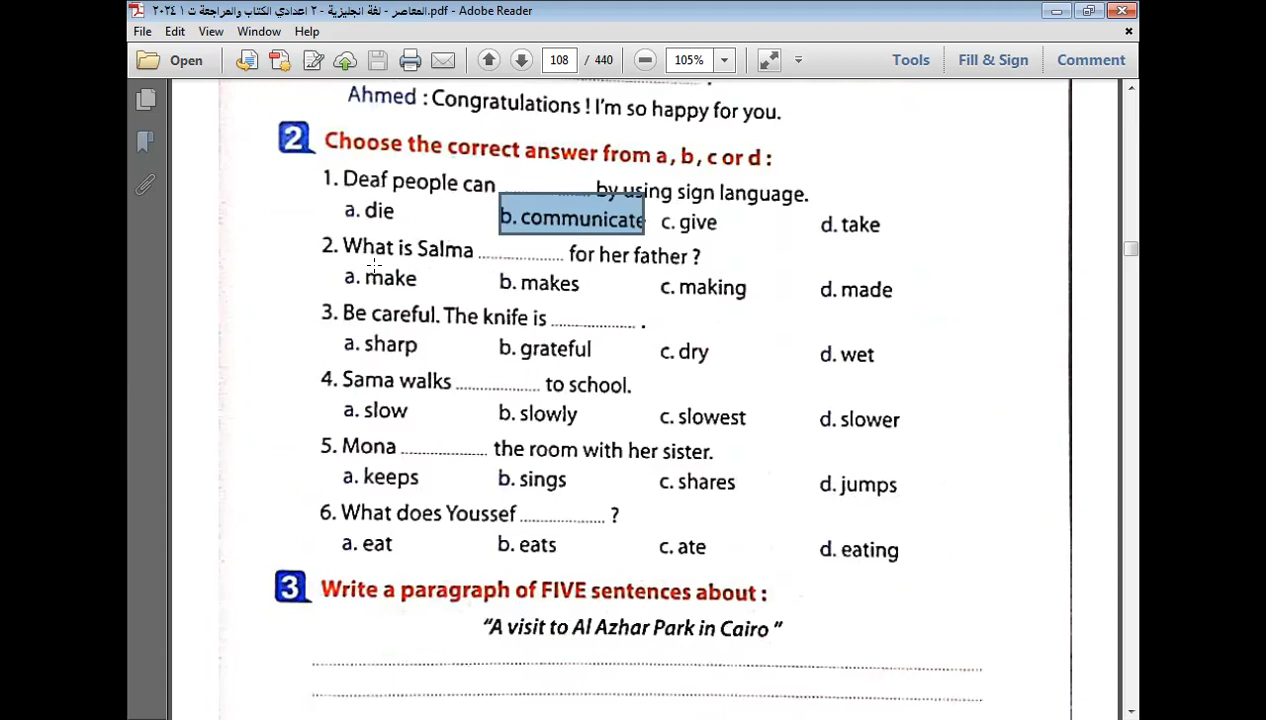 المعاصر - لغة انجليزية - ٢ اعدادي الكتاب والمراجعة ت ١ ٢٠٢٤.pdf - Adobe Reader
File Edit View Window Help
Open 108 / 440 105% Tools Fill & Sign Comment
Ahmed : Congratulations ! I'm so happy for you.
2 Choose the correct answer from a, b, c or d :
1. Deaf people can .............. by using sign language.
a. die b. communicate c. give d. take
2. What is Salma .............. for her father ?
a. make b. makes c. making d. made
3. Be careful. The knife is .............. .
a. sharp b. grateful c. dry d. wet
4. Sama walks .............. to school.
a. slow b. slowly c. slowest d. slower
5. Mona .............. the room with her sister.
a. keeps b. sings c. shares d. jumps
6. What does Youssef .............. ?
a. eat b. eats c. ate d. eating
3 Write a paragraph of FIVE sentences about :
"A visit to Al Azhar Park in Cairo "